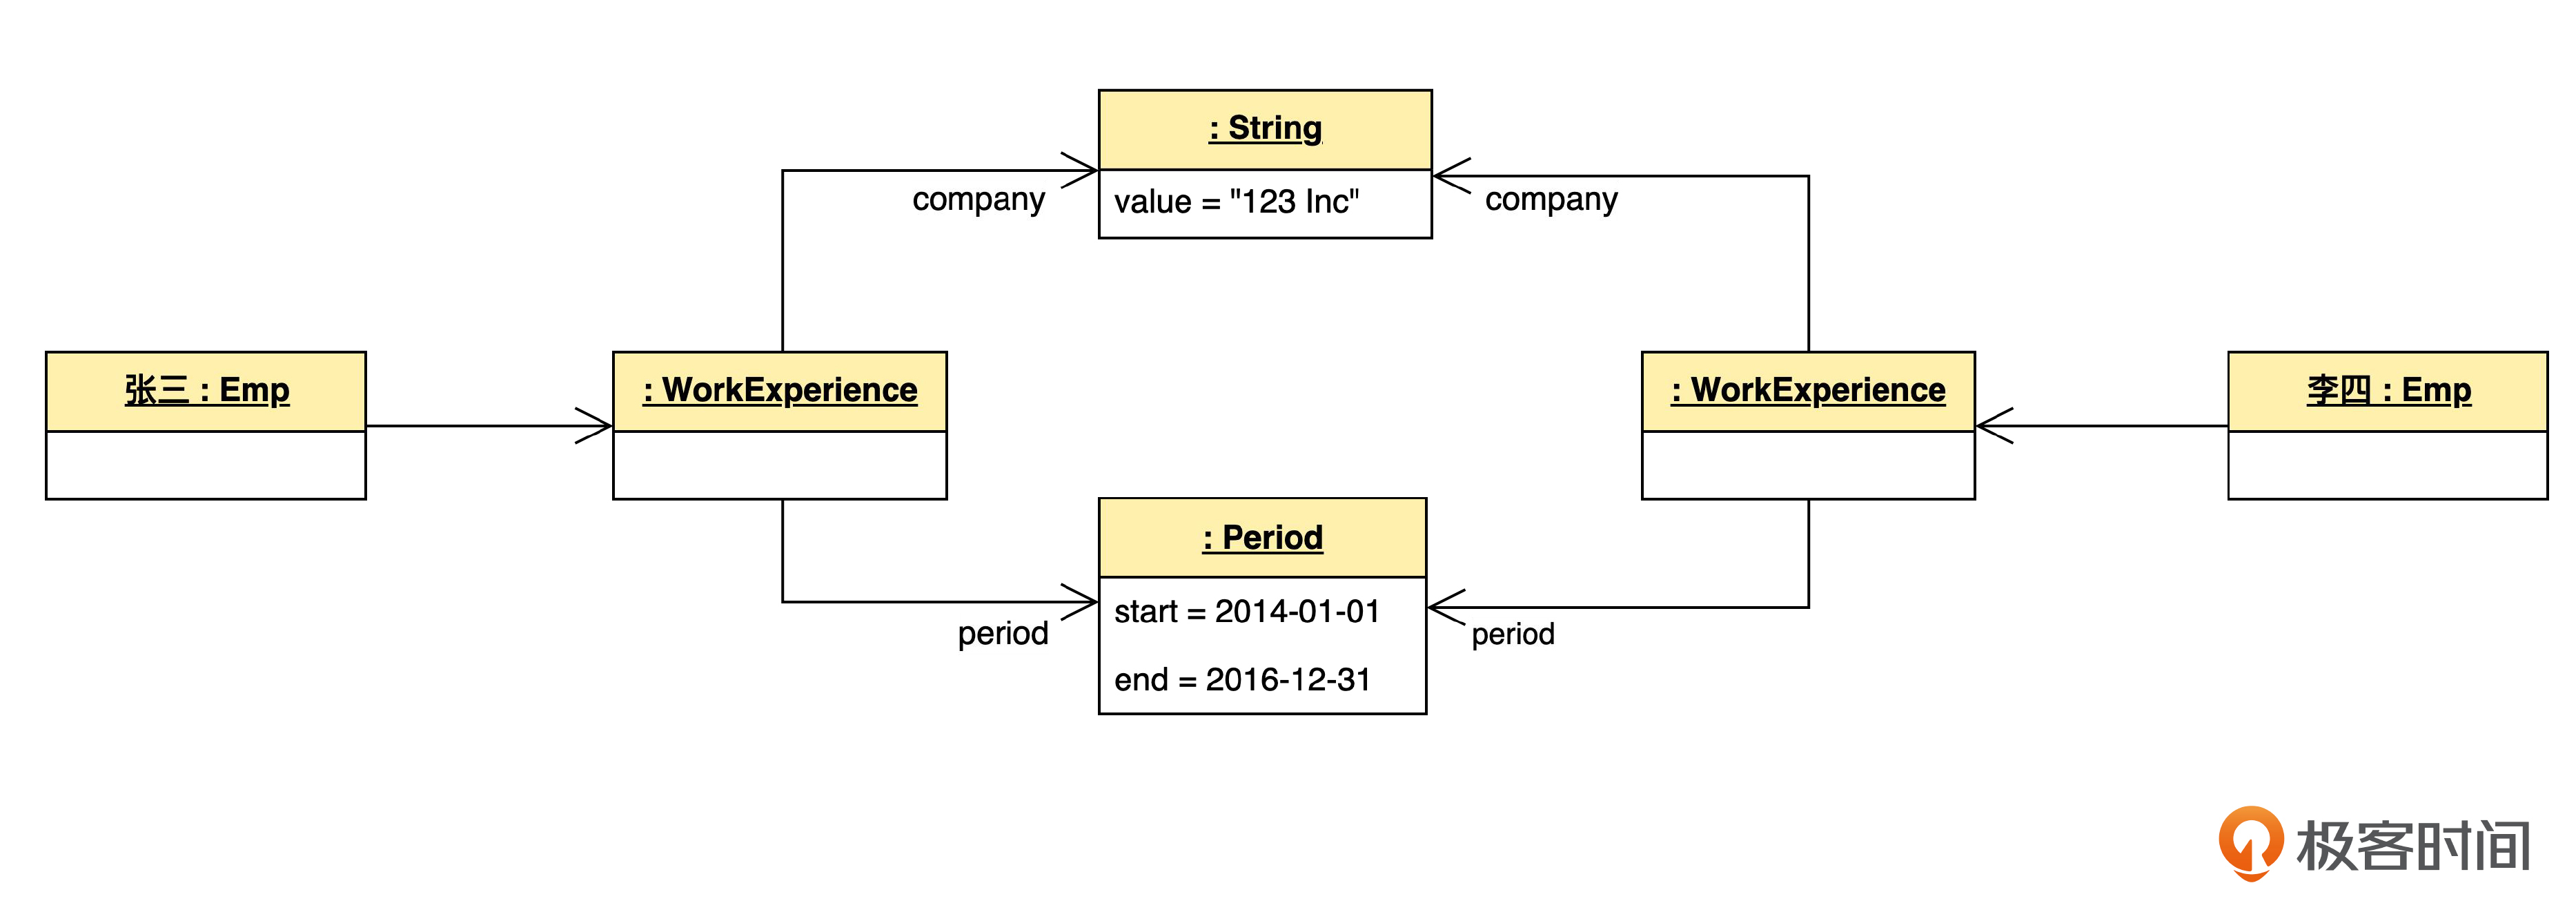 : String
value = "123 Inc"
company
company
张三 : Emp
: WorkExperience
: WorkExperience
李四 : Emp
: Period
start = 2014-01-01
end = 2016-12-31
period
period
极客时间